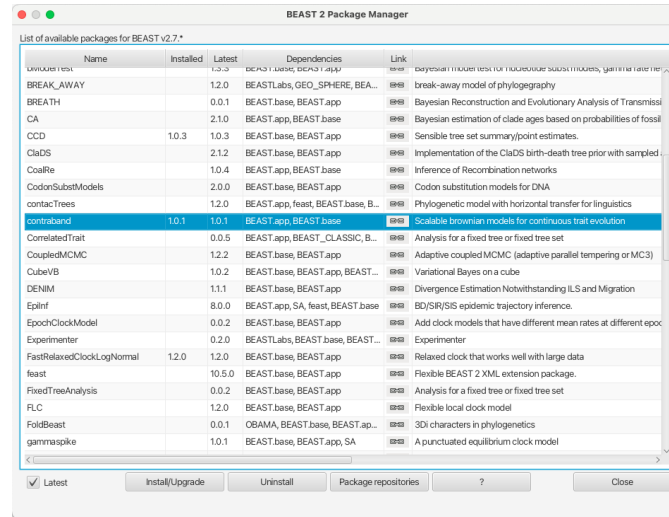 BEAST 2 Package Manager
List of available packages for BEAST v2.7.*
Name Installed Latest Dependencies Link
1.3.3 BEAST.base, BEAST.app Bayesian model test for nucleotide subst models, gamma rate
BREAK_AWAY 1.2.0 BEASTLabs, GEO_SPHERE, BEA... break-away model of phylogegraphy
BREATH 0.0.1 BEAST.base, BEAST.app Bayesian Reconstruction and Evolutionary Analysis of Transmissi
CA 2.1.0 BEAST.app, BEAST.base Bayesian estimation of clade ages based on probabilities of fossil
CCD 1.0.3 1.0.3 BEAST.base, BEAST.app Sensible tree set summary/point estimates.
ClaDS 2.1.2 BEAST.base, BEAST.app Implementation of the ClaDS birth-death tree prior with sampled
CoalRe 1.0.4 BEAST.app, BEAST.base Inference of Recombination networks
CodonSubstModels 2.0.0 BEAST.base, BEAST.app Codon substitution models for DNA
contacTrees 1.2.0 BEAST.app, feast, BEAST.base, B... Phylogenetic model with horizontal transfer for linguistics
contraband 1.0.1 1.0.1 BEAST.app, BEAST.base Scalable brownian models for continuous trait evolution
CorrelatedTrait 0.0.5 BEAST.app, BEAST_CLASSIC, B... Analysis for a fixed tree or fixed tree set
CoupledMCMC 1.2.2 BEAST.base, BEAST.app Adaptive coupled MCMC (adaptive parallel tempering or MC3)
CubeVB 1.0.2 BEAST.base, BEAST.app, BEAST... Variational Bayes on a cube
DENIM 1.1.1 BEAST.base, BEAST.app Divergence Estimation Notwithstanding ILS and Migration
EpiInf 8.0.0 BEAST.app, SA, feast, BEAST.base BD/SIR/SIS epidemic trajectory inference.
EpochClockModel 0.0.2 BEAST.base, BEAST.app Add clock models that have different mean rates at different epoc
Experimenter 0.2.0 BEASTLabs, BEAST.base, BEAST... Experimenter
FastRelaxedClockLogNormal 1.2.0 1.2.0 BEAST.base, BEAST.app Relaxed clock that works well with large data
feast 10.5.0 BEAST.base, BEAST.app Flexible BEAST 2 XML extension package.
FixedTreeAnalysis 0.0.2 BEAST.base, BEAST.app Analysis for a fixed tree or fixed tree set
FLC 1.2.0 BEAST.base, BEAST.app Flexible local clock model
FoldBeast 0.0.1 OBAMA, BEAST.base, BEAST.ap... 3Di characters in phylogenetics
gammaspike 1.0.1 BEAST.base, BEAST.app, SA A punctuated equilibrium clock model
Latest Install/Upgrade Uninstall Package repositories ? Close